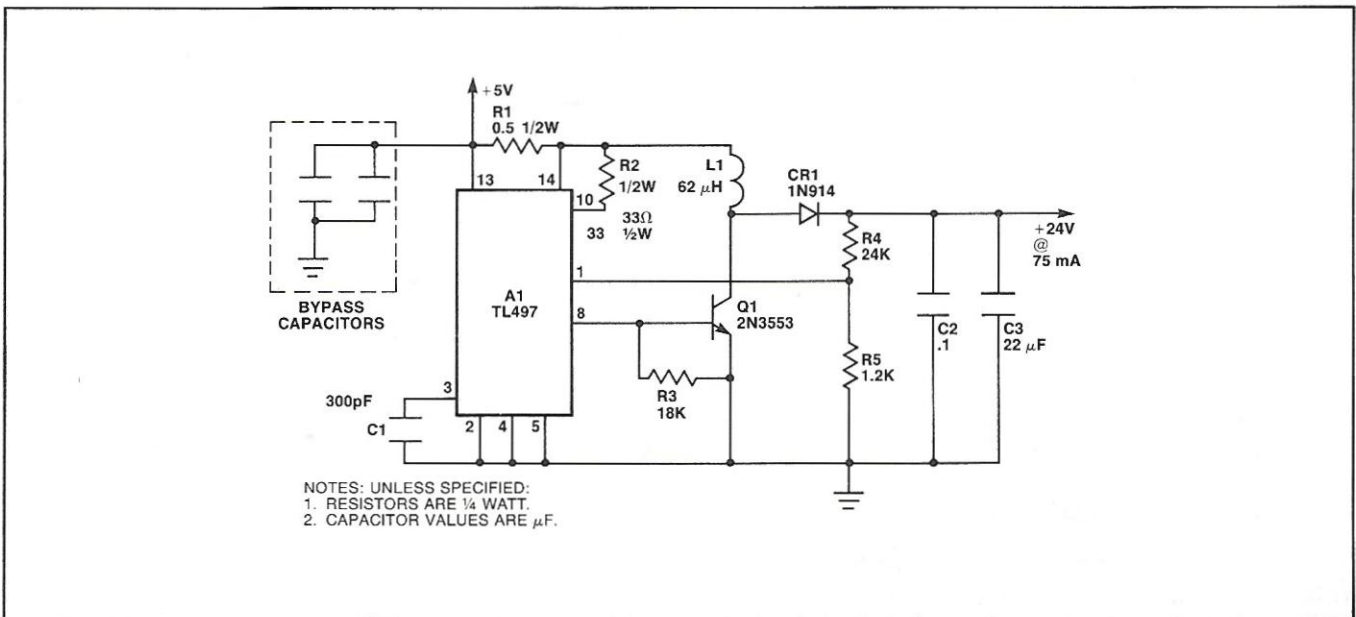 +5V
R1
0.5 1/2W
R2
1/2W
13
14
10
33
33Ω
½W
L1
62 μH
CR1
1N914
+24V
@
75 mA
R4
24K
BYPASS
CAPACITORS
A1
TL497
1
8
Q1
2N3553
C2
.1
C3
22 μF
R5
1.2K
R3
18K
300pF
3
C1
2
4
5
NOTES: UNLESS SPECIFIED:
1. RESISTORS ARE ¼ WATT.
2. CAPACITOR VALUES ARE μF.